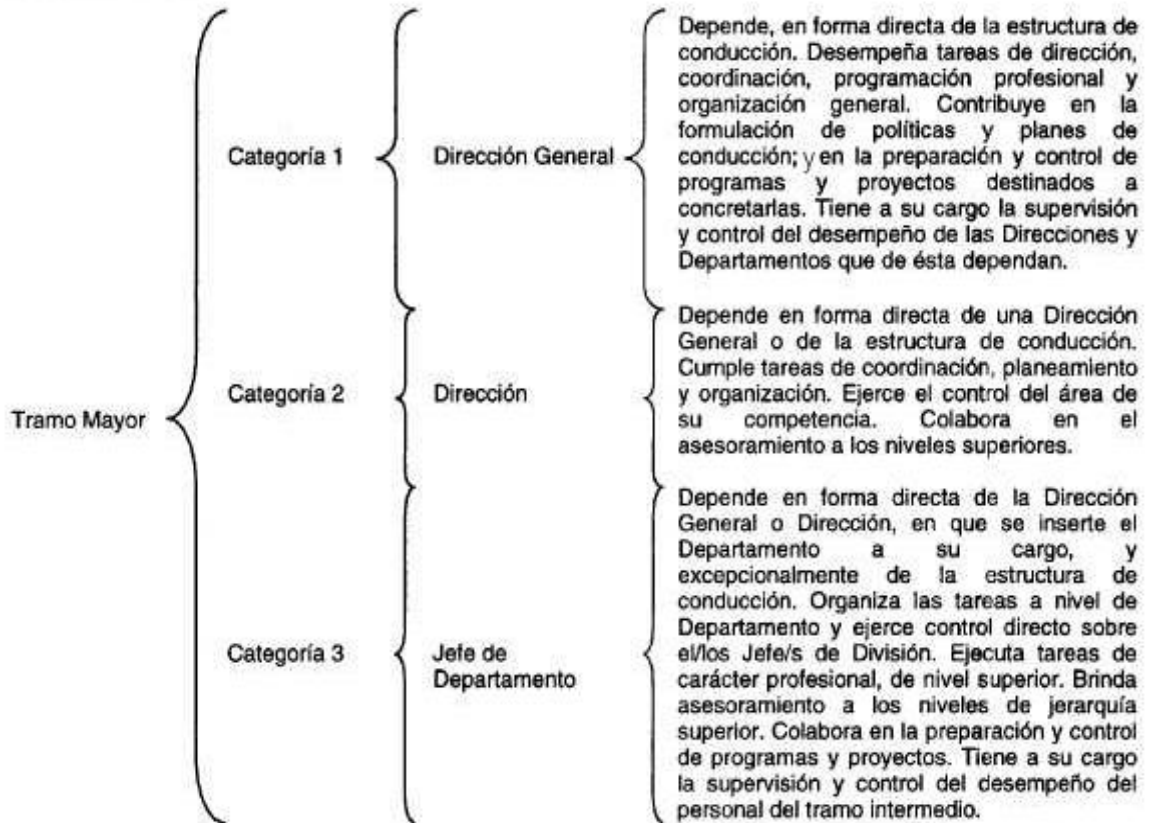 Tramo Mayor
Categoría 1
Dirección General
Depende, en forma directa de la estructura de
conducción. Desempeña tareas de dirección,
coordinación, programación profesional y
organización general. Contribuye en la
formulación de políticas y planes de
conducción; y en la preparación y control de
programas y proyectos destinados a
concretarlas. Tiene a su cargo la supervisión
y control del desempeño de las Direcciones y
Departamentos que de ésta dependan.
Categoría 2
Dirección
Depende en forma directa de una Dirección
General o de la estructura de conducción.
Cumple tareas de coordinación, planeamiento
y organización. Ejerce el control del área de
su competencia. Colabora en el
asesoramiento a los niveles superiores.
Categoría 3
Jefe de
Departamento
Depende en forma directa de la Dirección
General o Dirección, en que se inserte el
Departamento a su cargo, y
excepcionalmente de la estructura de
conducción. Organiza las tareas a nivel de
Departamento y ejerce control directo sobre
el/los Jefe/s de División. Ejecuta tareas de
carácter profesional, de nivel superior. Brinda
asesoramiento a los niveles de jerarquía
superior. Colabora en la preparación y control
de programas y proyectos. Tiene a su cargo
la supervisión y control del desempeño del
personal del tramo intermedio.